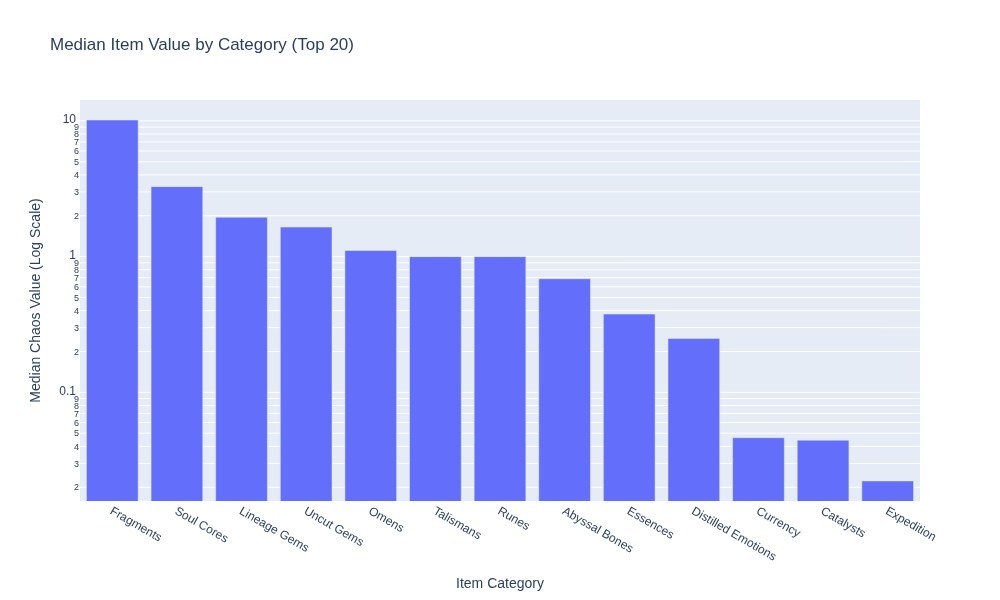 Median Item Value by Category (Top 20)
Median Chaos Value (Log Scale)
10
9
8
7
6
5
4
3
2
1
9
8
7
6
5
4
3
2
0.1
9
8
7
6
5
4
3
2
Fragments
Soul Cores
Lineage Gems
Uncut Gems
Omens
Talismans
Runes
Abyssal Bones
Essences
Distilled Emotions
Currency
Catalysts
Expedition
Item Category